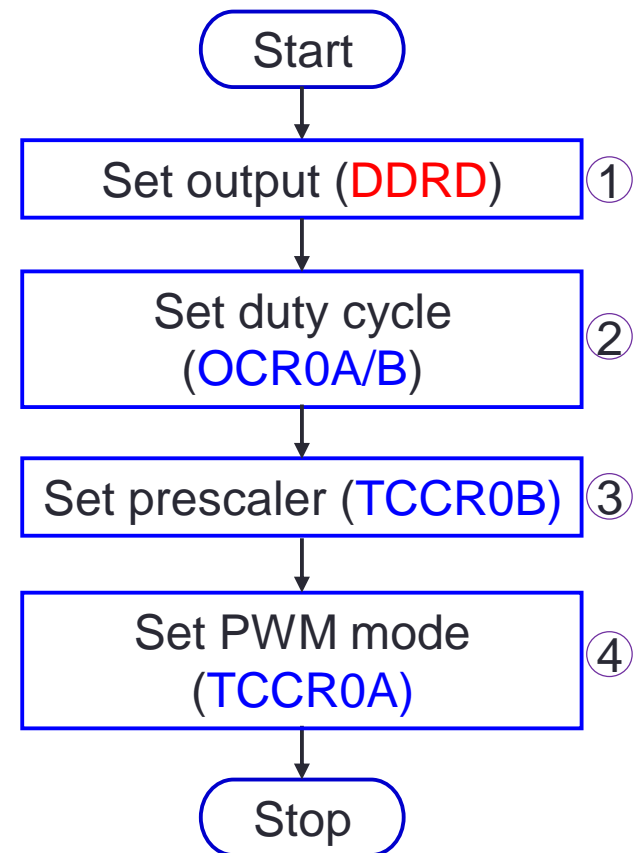 Start
Set output (DDRD)
1
Set duty cycle
(OCR0A/B)
2
Set prescaler (TCCR0B)
3
Set PWM mode
(TCCR0A)
4
Stop